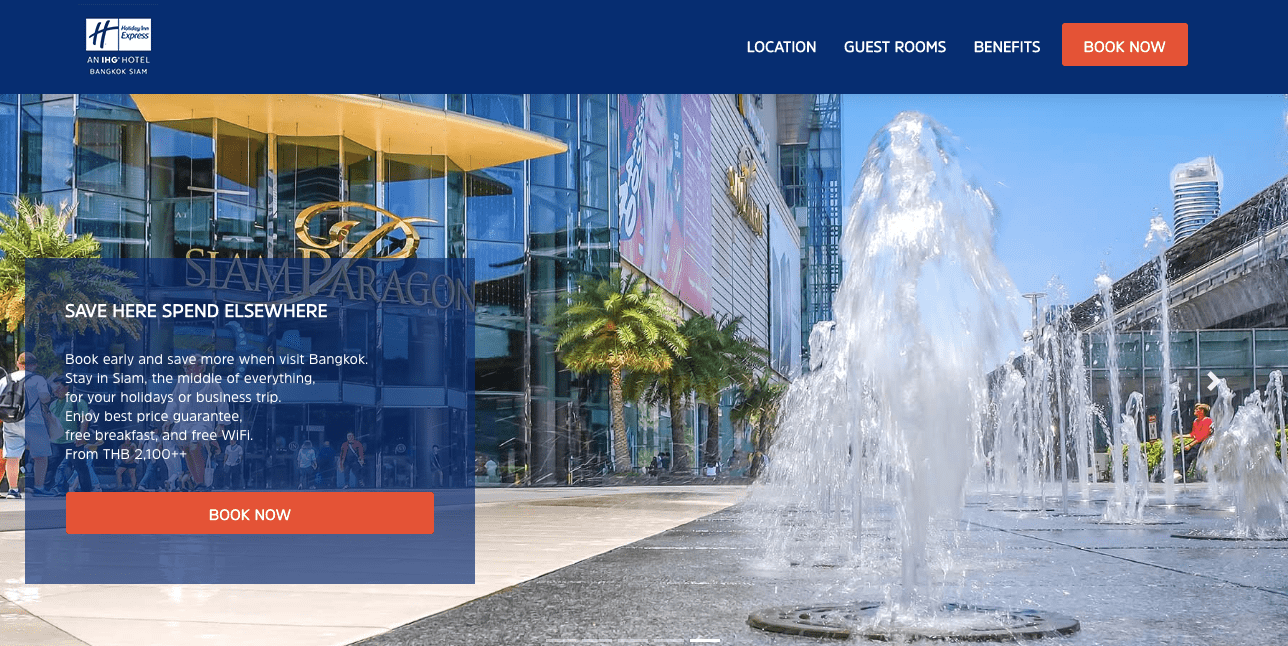 Holiday Inn
Express
AN IHG® HOTEL
BANGKOK SIAM
LOCATION
GUEST ROOMS
BENEFITS
BOOK NOW
SIAM PARAGON
SAVE HERE SPEND ELSEWHERE
Book early and save more when visit Bangkok.
Stay in Siam, the middle of everything,
for your holidays or business trip.
Enjoy best price guarantee,
free breakfast, and free WiFi.
From THB 2,100++
BOOK NOW